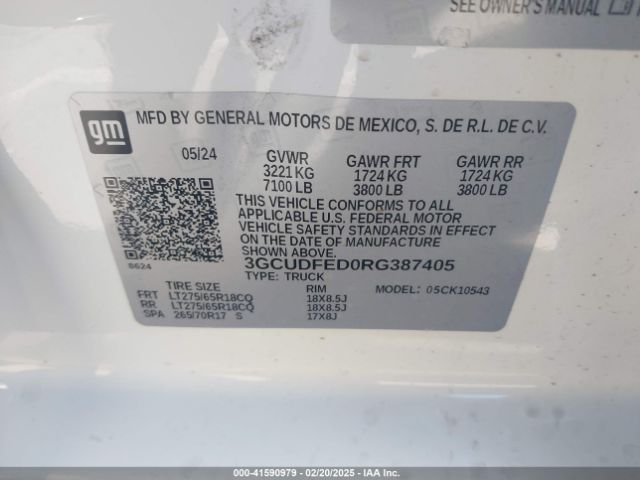 SEE OWNER'S MANUAL
gm
MFD BY GENERAL MOTORS DE MEXICO, S. DE R.L. DE C.V.
05/24 GVWR GAWR FRT GAWR RR
3221 KG 1724 KG 1724 KG
7100 LB 3800 LB 3800 LB
THIS VEHICLE CONFORMS TO ALL
APPLICABLE U.S. FEDERAL MOTOR
VEHICLE SAFETY STANDARDS IN EFFECT
ON THE DATE OF MANUFACTURE
SHOWN ABOVE.
0624 3GCUDFED0RG387405
TYPE: TRUCK
TIRE SIZE RIM MODEL: 05CK10543
FRT LT275/65R18CQ 18X8.5J
RR LT275/65R18CQ 18X8.5J
SPA 265/70R17 S 17X8J
000-41590979 — 02/20/2025 — IAA Inc.